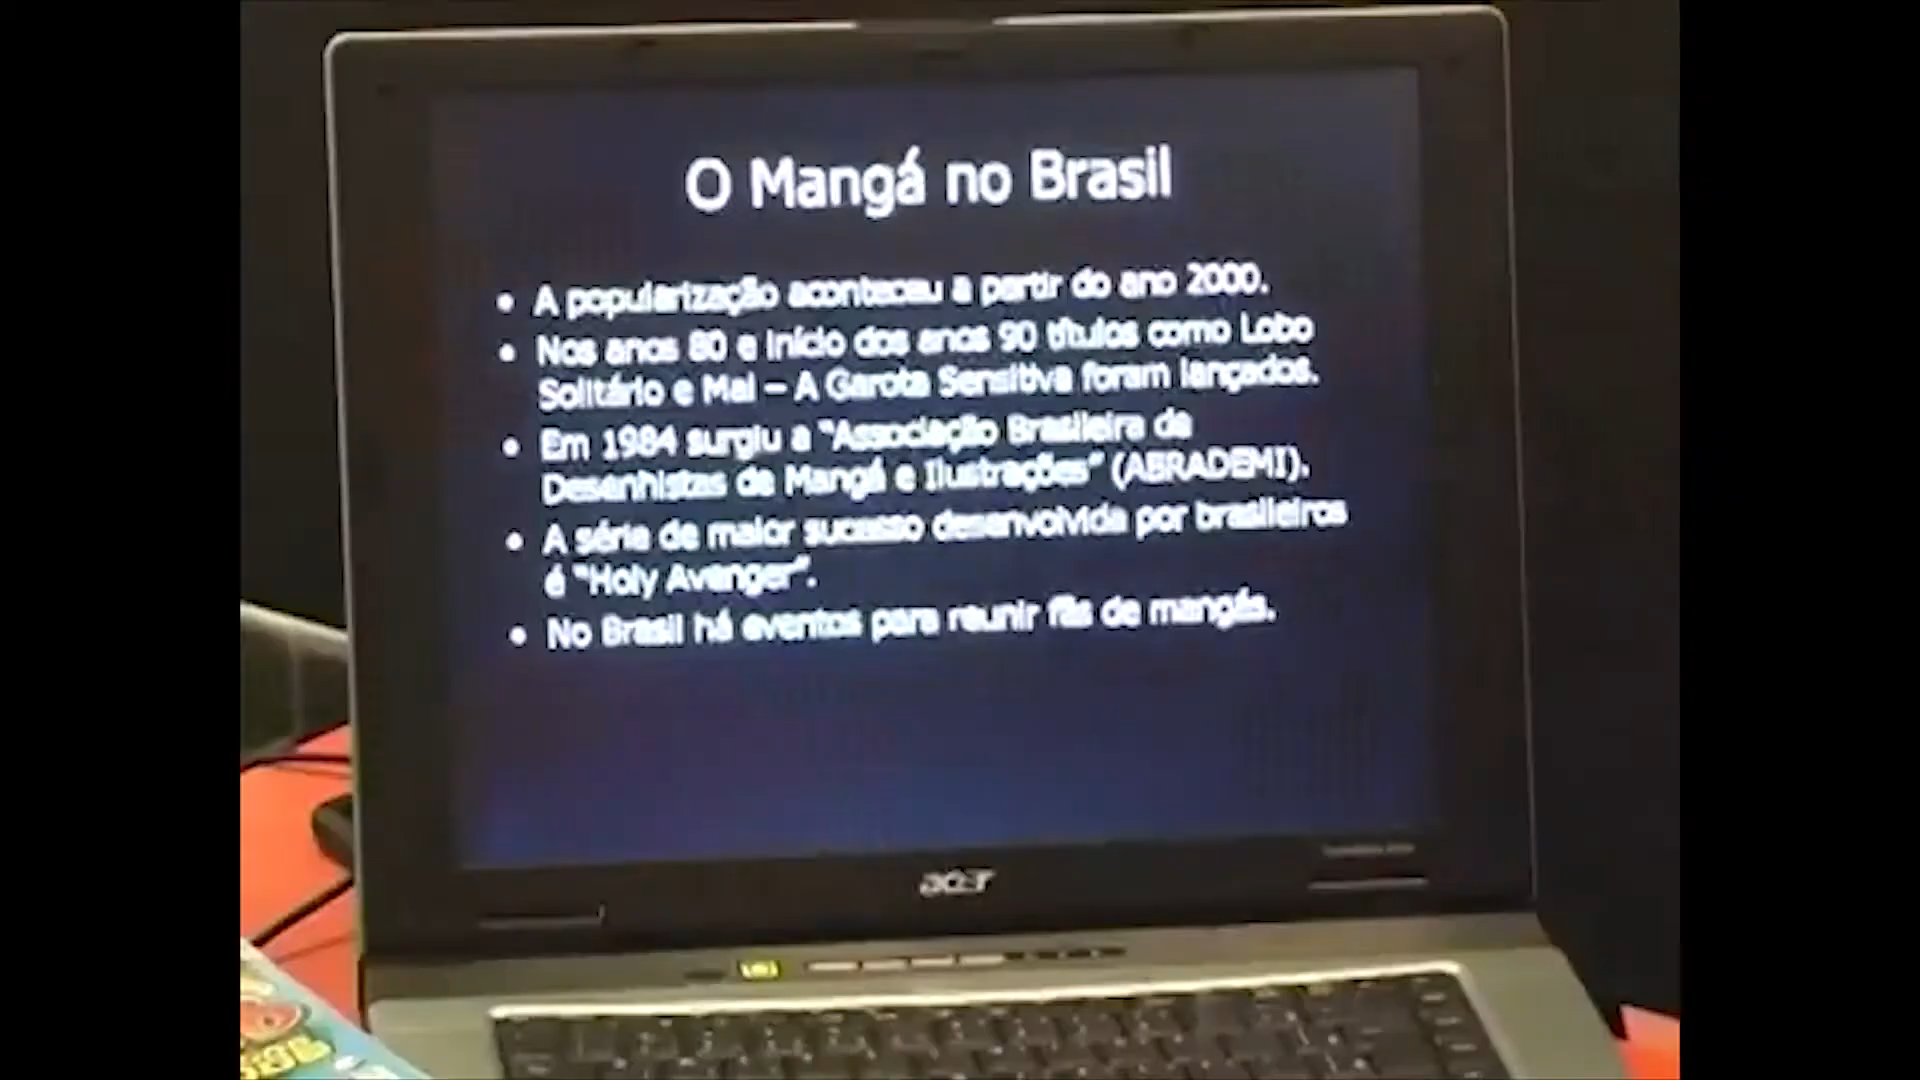 O Mangá no Brasil
• A popularização aconteceu a partir do ano 2000.
• Nos anos 80 e início dos anos 90 títulos como Lobo
Solitário e Mai – A Garota Sensitiva foram lançados.
• Em 1984 surgiu a “Associação Brasileira de
Desenhistas de Mangá e Ilustrações” (ABRADEMI).
• A série de maior sucesso desenvolvida por brasileiros
é “Holy Avenger”.
• No Brasil há eventos para reunir fãs de mangás.
acer